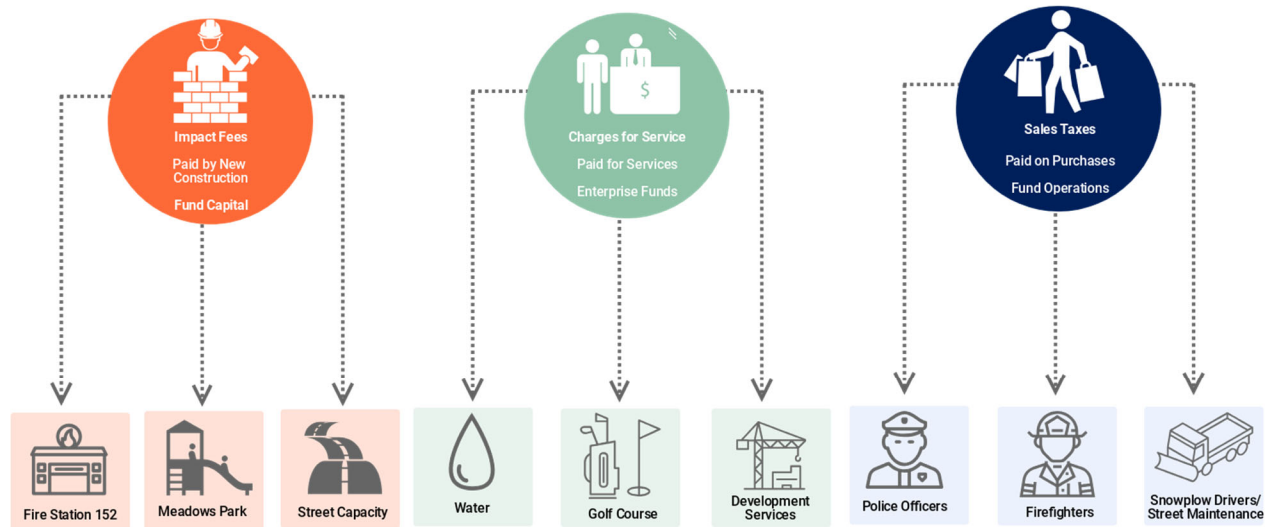 Impact Fees
Paid by New
Construction
Fund Capital
$
Charges for Service
Paid for Services
Enterprise Funds
Sales Taxes
Paid on Purchases
Fund Operations
Fire Station 152
Meadows Park
Street Capacity
Water
Golf Course
Development
Services
Police Officers
Firefighters
Snowplow Drivers/
Street Maintenance